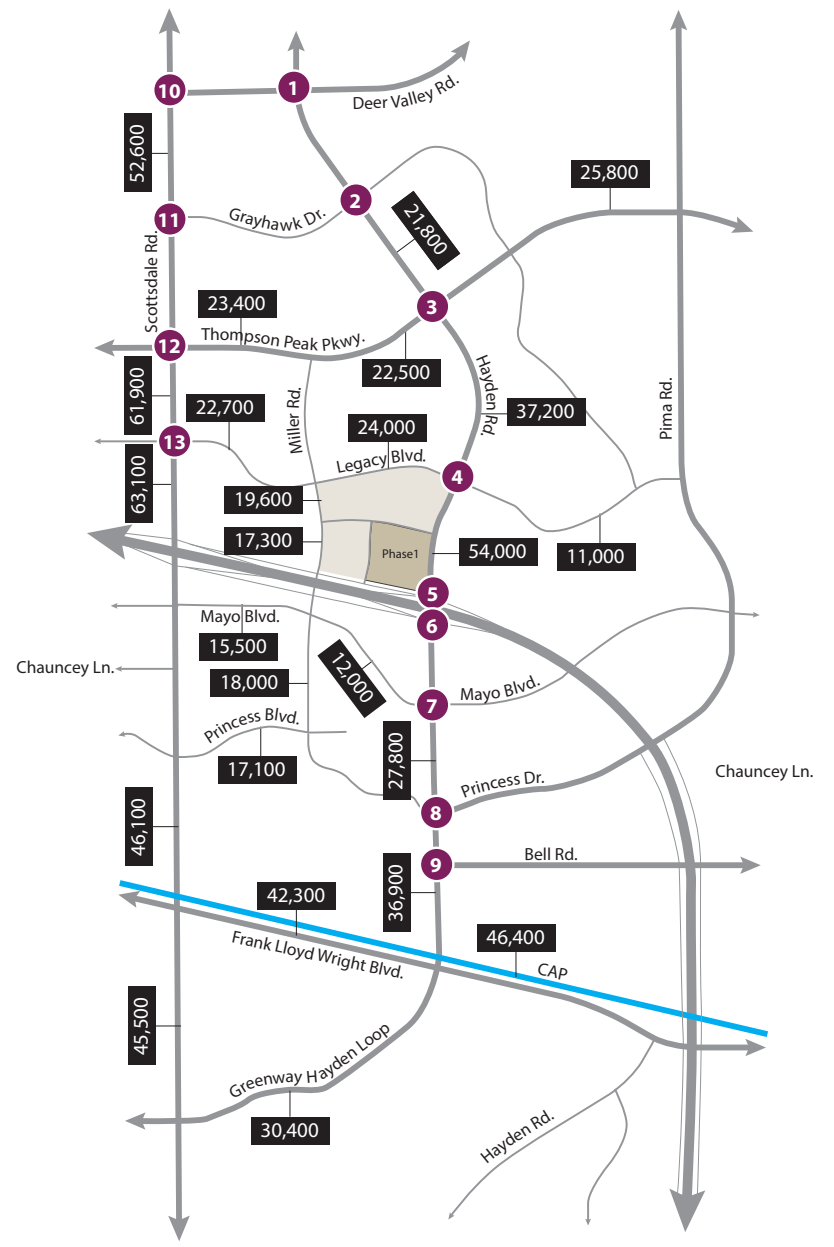 10
1
Deer Valley Rd.
52,600
25,800
2
11
Grayhawk Dr.
21,800
Scottsdale Rd.
23,400
3
12
Thompson Peak Pkwy.
22,500
61,900
22,700
Miller Rd.
Hayden Rd.
37,200
Pima Rd.
24,000
13
Legacy Blvd.
4
63,100
19,600
17,300
Phase1
54,000
11,000
5
6
Mayo Blvd.
15,500
Chauncey Ln.
18,000
12,000
7
Mayo Blvd.
Princess Blvd.
17,100
27,800
Princess Dr.
Chauncey Ln.
46,100
8
9
Bell Rd.
42,300
36,900
46,400
Frank Lloyd Wright Blvd.
CAP
45,500
Greenway Hayden Loop
30,400
Hayden Rd.